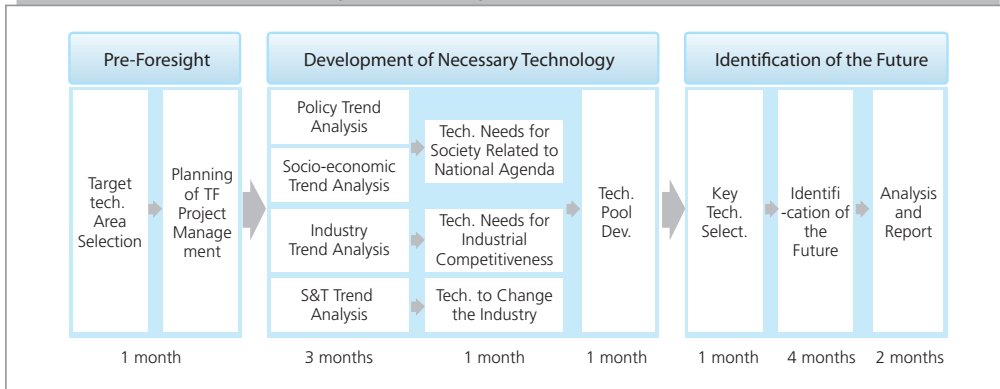 Pre-Foresight
Development of Necessary Technology
Identification of the Future
Target
tech.
Area
Selection
Planning
of TF
Project
Manage
ment
Policy Trend
Analysis
Socio-economic
Trend Analysis
Industry
Trend Analysis
S&T Trend
Analysis
Tech. Needs for
Society Related to
National Agenda
Tech. Needs for
Industrial
Competitiveness
Tech. to Change
the Industry
Tech.
Pool
Dev.
Key
Tech.
Select.
Identifi
-cation of
the
Future
Analysis
and
Report
1 month
3 months
1 month
1 month
1 month
4 months
2 months